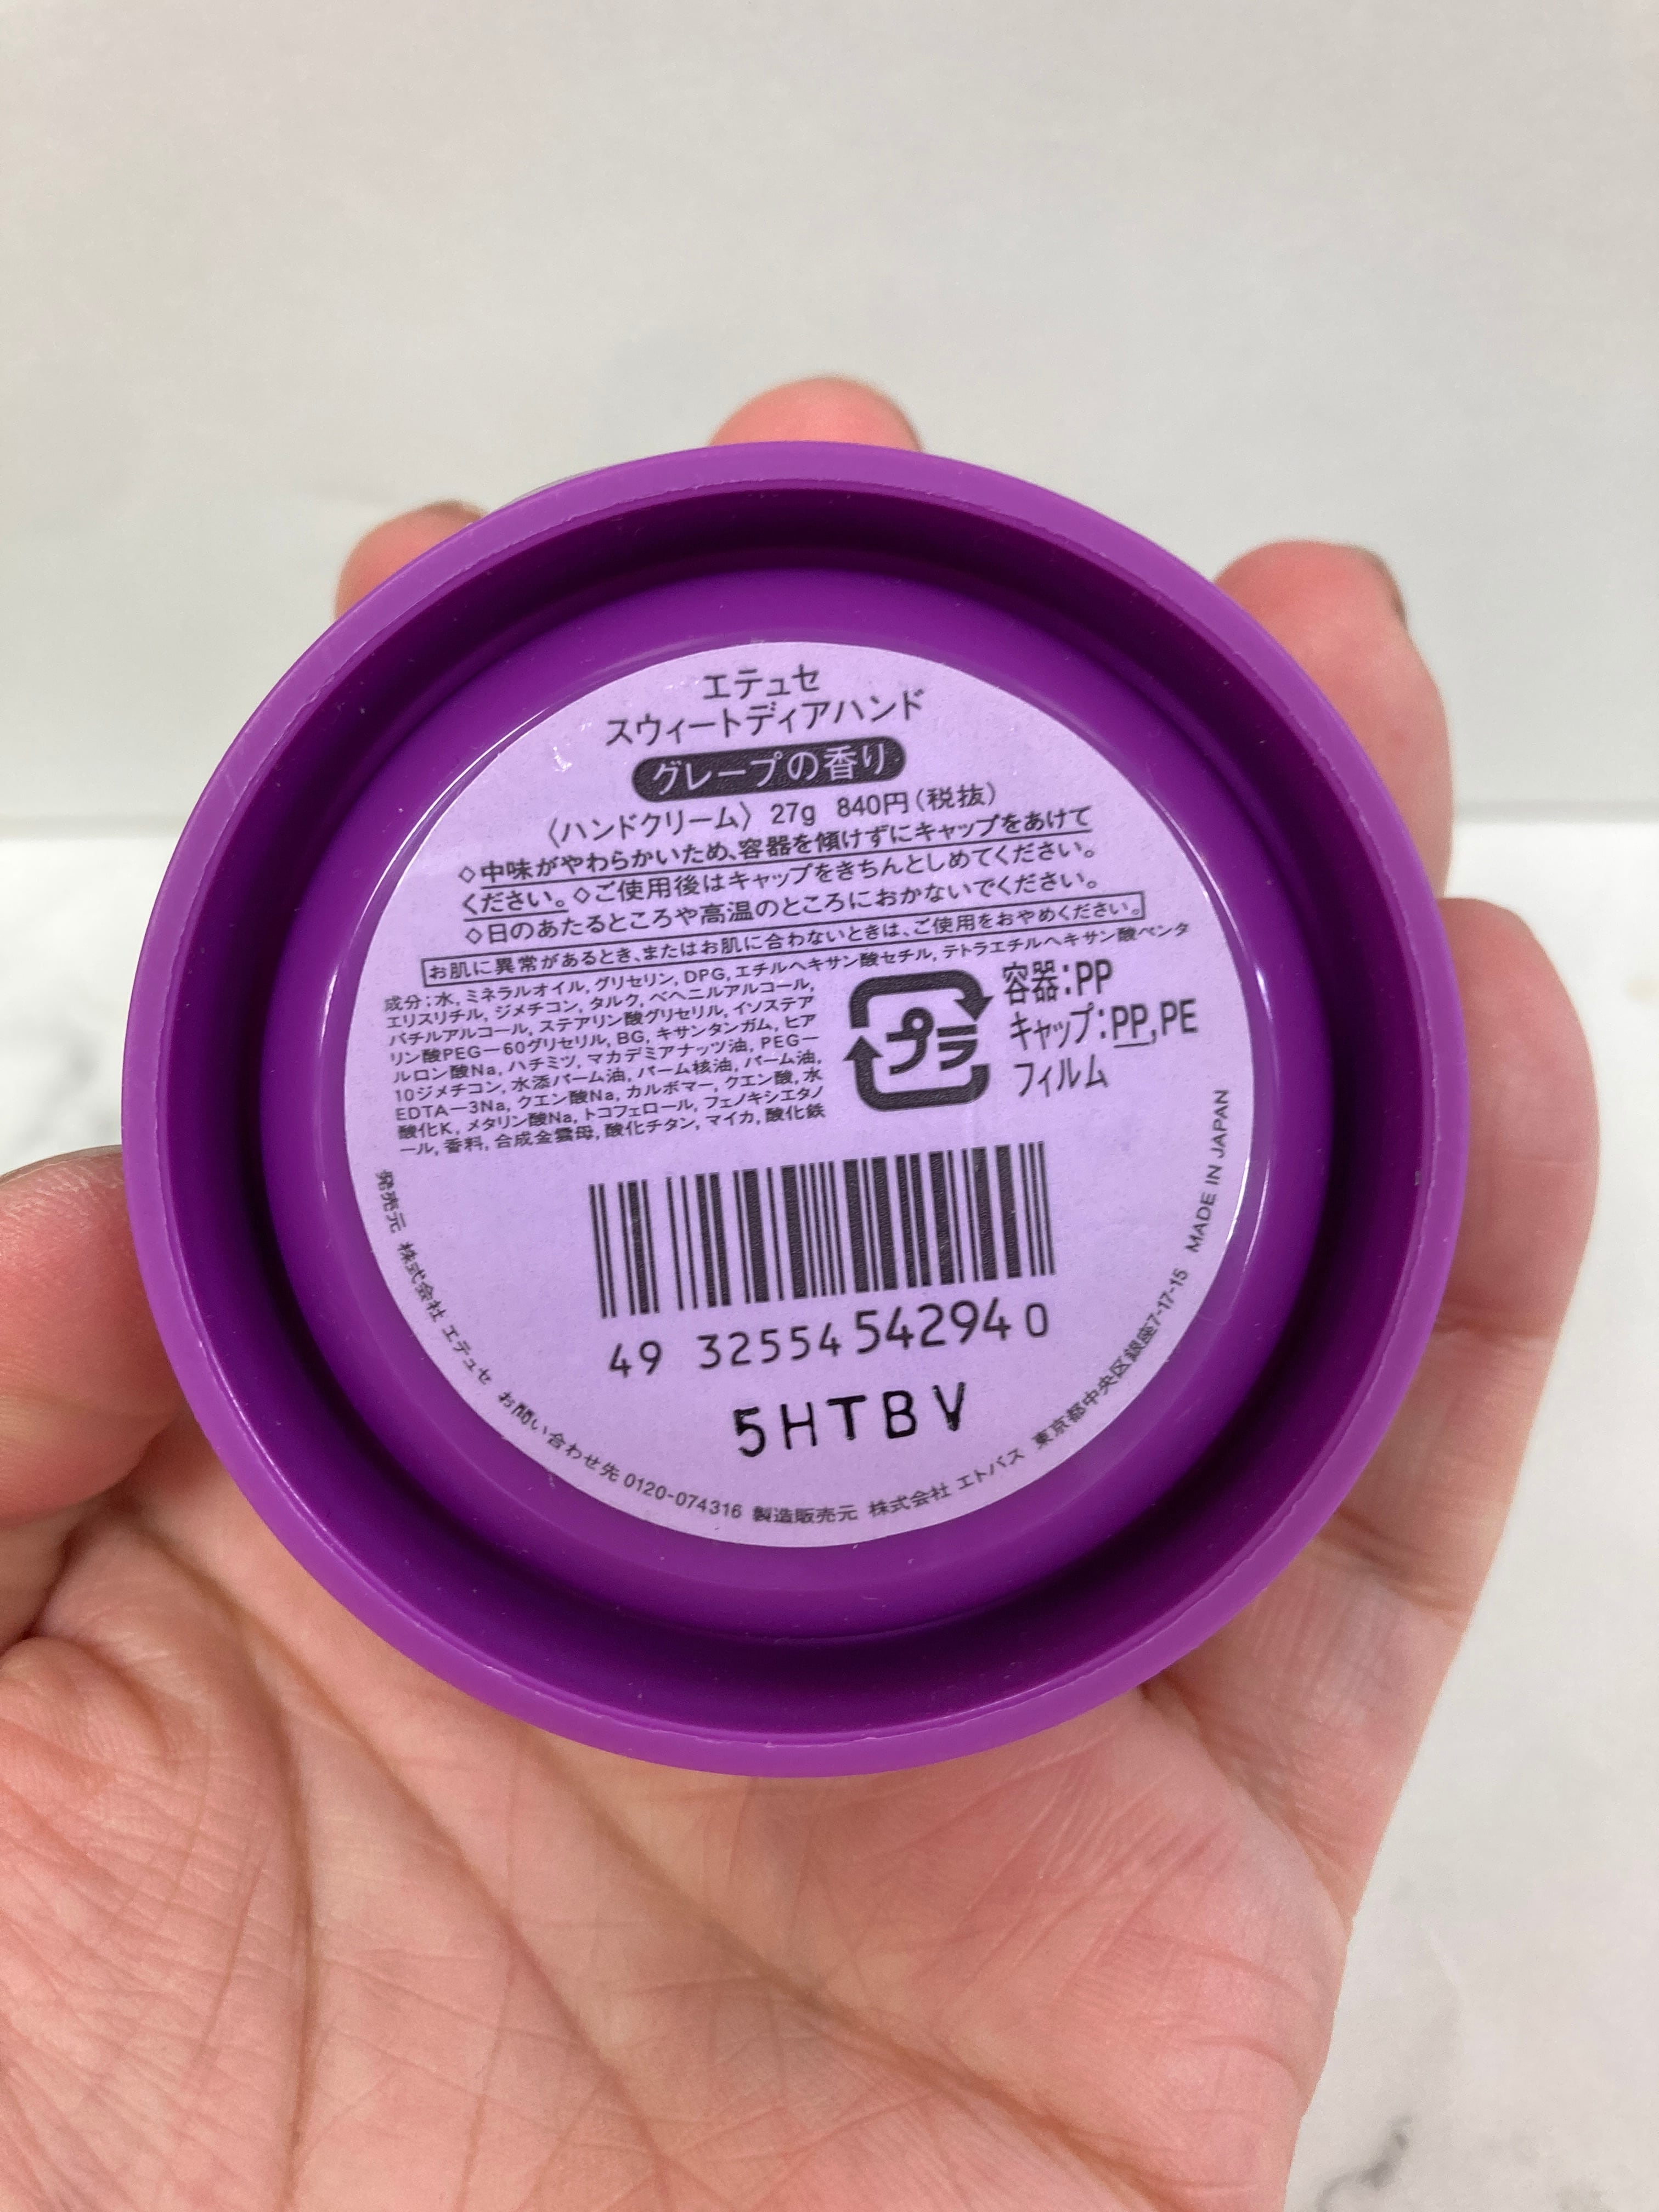 エテュセ
スウィートディアハンド
グレープの香り
〈ハンドクリーム〉 27g 840円(税抜)
◇中味がやわらかいため、容器を傾けずにキャップをあけて
ください。◇ご使用後はキャップをきちんとしめてください。
◇日のあたるところや高温のところにおかないでください。
お肌に異常があるとき、またはお肌に合わないときは、ご使用をおやめください。
成分:水, ミネラルオイル, グリセリン, DPG, エチルヘキサン酸セチル, テトラエチルヘキサン酸ペンタ
エリスリチル, ジメチコン, タルク, ベヘニルアルコール,
バチルアルコール, ステアリン酸グリセリル, イソステア
リン酸PEG－60グリセリル, BG, キサンタンガム, ヒア
ルロン酸Na, ハチミツ, マカデミアナッツ油, PEG－
10ジメチコン, 水添パーム油, パーム核油, パーム油,
EDTA－3Na, クエン酸Na, カルボマー, クエン酸, 水
酸化K, メタリン酸Na, トコフェロール, フェノキシエタノ
ール, 香料, 合成金雲母, 酸化チタン, マイカ, 酸化鉄
プラ
容器:PP
キャップ:PP,PE
フィルム
49 32554 54294 0
5HTBV
発売元 株式会社 エテュセ お問い合わせ先 0120-074316 製造販売元 株式会社 エトバス 東京都中央区銀座7-17-15 MADE IN JAPAN